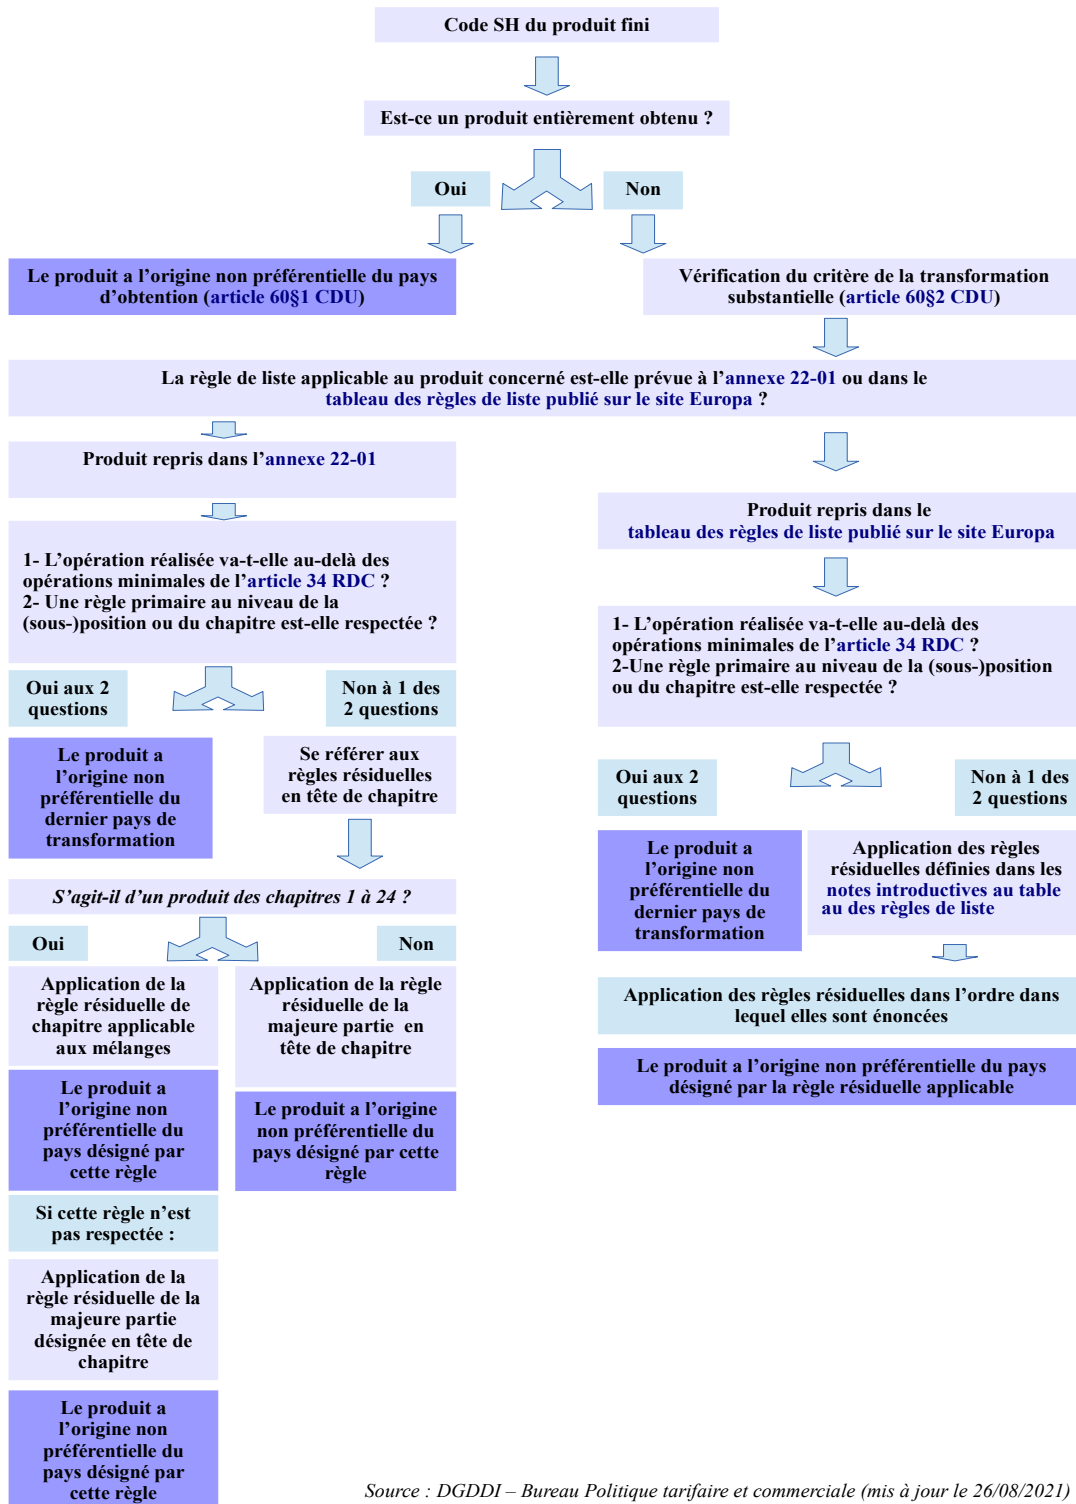 Code SH du produit fini
Est-ce un produit entièrement obtenu ?
Oui
Non
Le produit a l’origine non préférentielle du pays
d’obtention (article 60§1 CDU)
Vérification du critère de la transformation
substantielle (article 60§2 CDU)
La règle de liste applicable au produit concerné est-elle prévue à l’annexe 22-01 ou dans le
tableau des règles de liste publié sur le site Europa ?
Produit repris dans l’annexe 22-01
1- L’opération réalisée va-t-elle au-delà des
opérations minimales de l’article 34 RDC ?
2- Une règle primaire au niveau de la
(sous-)position ou du chapitre est-elle respectée ?
Oui aux 2
questions
Non à 1 des
2 questions
Le produit a
l’origine non
préférentielle du
dernier pays de
transformation
Se référer aux
règles résiduelles
en tête de chapitre
S’agit-il d’un produit des chapitres 1 à 24 ?
Oui
Non
Application de la
règle résiduelle de
chapitre applicable
aux mélanges
Le produit a
l’origine non
préférentielle du
pays désigné par
cette règle
Si cette règle n’est
pas respectée :
Application de la
règle résiduelle de la
majeure partie
désignée en tête de
chapitre
Le produit a
l’origine non
préférentielle du
pays désigné par
cette règle
Application de la règle
résiduelle de la
majeure partie en
tête de chapitre
Le produit a l’origine
non préférentielle du
pays désigné par cette
règle
Produit repris dans le
tableau des règles de liste publié sur le site Europa
1- L’opération réalisée va-t-elle au-delà des
opérations minimales de l’article 34 RDC ?
2-Une règle primaire au niveau de la (sous-)position
ou du chapitre est-elle respectée ?
Oui aux 2
questions
Non à 1 des
2 questions
Le produit a
l’origine non
préférentielle du
dernier pays de
transformation
Application des règles
résiduelles définies dans les
notes introductives au table
au des règles de liste
Application des règles résiduelles dans l’ordre dans
lequel elles sont énoncées
Le produit a l’origine non préférentielle du pays
désigné par la règle résiduelle applicable
Source : DGDDI – Bureau Politique tarifaire et commerciale (mis à jour le 26/08/2021)